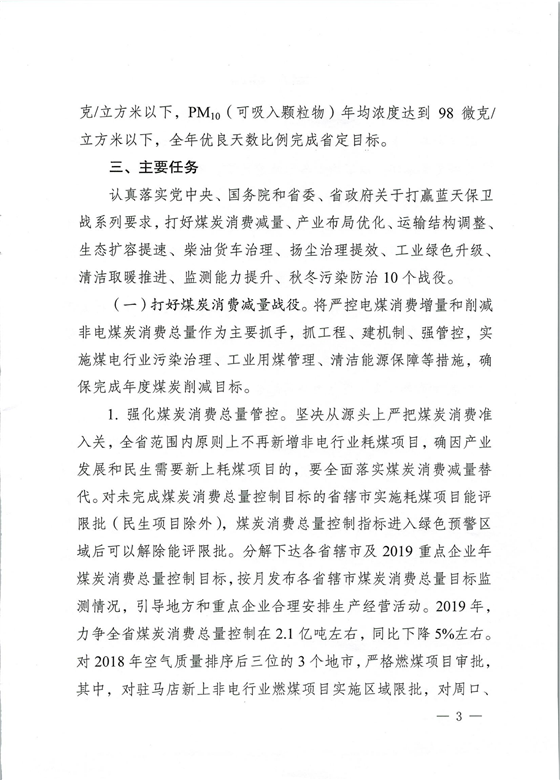 克/立方米以下，PM₁₀（可吸入颗粒物）年均浓度达到 98 微克/
立方米以下，全年优良天数比例完成省定目标。
三、主要任务
认真落实党中央、国务院和省委、省政府关于打赢蓝天保卫
战系列要求，打好煤炭消费减量、产业布局优化、运输结构调整、
生态扩容提速、柴油货车治理、扬尘治理提效、工业绿色升级、
清洁取暖推进、监测能力提升、秋冬污染防治 10 个战役。
（一）打好煤炭消费减量战役。将严控电煤消费增量和削减
非电煤炭消费总量作为主要抓手，抓工程、建机制、强管控，实
施煤电行业污染治理、工业用煤管理、清洁能源保障等措施，确
保完成年度煤炭削减目标。
1. 强化煤炭消费总量管控。坚决从源头上严把煤炭消费准
入关，全省范围内原则上不再新增非电行业耗煤项目，确因产业
发展和民生需要新上耗煤项目的，要全面落实煤炭消费减量替
代。对未完成煤炭消费总量控制目标的省辖市实施耗煤项目能评
限批（民生项目除外），煤炭消费总量控制指标进入绿色预警区
域后可以解除能评限批。分解下达各省辖市及 2019 重点企业年
煤炭消费总量控制目标，按月发布各省辖市煤炭消费总量目标监
测情况，引导地方和重点企业合理安排生产经营活动。2019 年，
力争全省煤炭消费总量控制在 2.1 亿吨左右，同比下降 5%左右。
对 2018 年空气质量排序后三位的 3 个地市，严格燃煤项目审批，
其中，对驻马店新上非电行业燃煤项目实施区域限批，对周口、
— 3 —